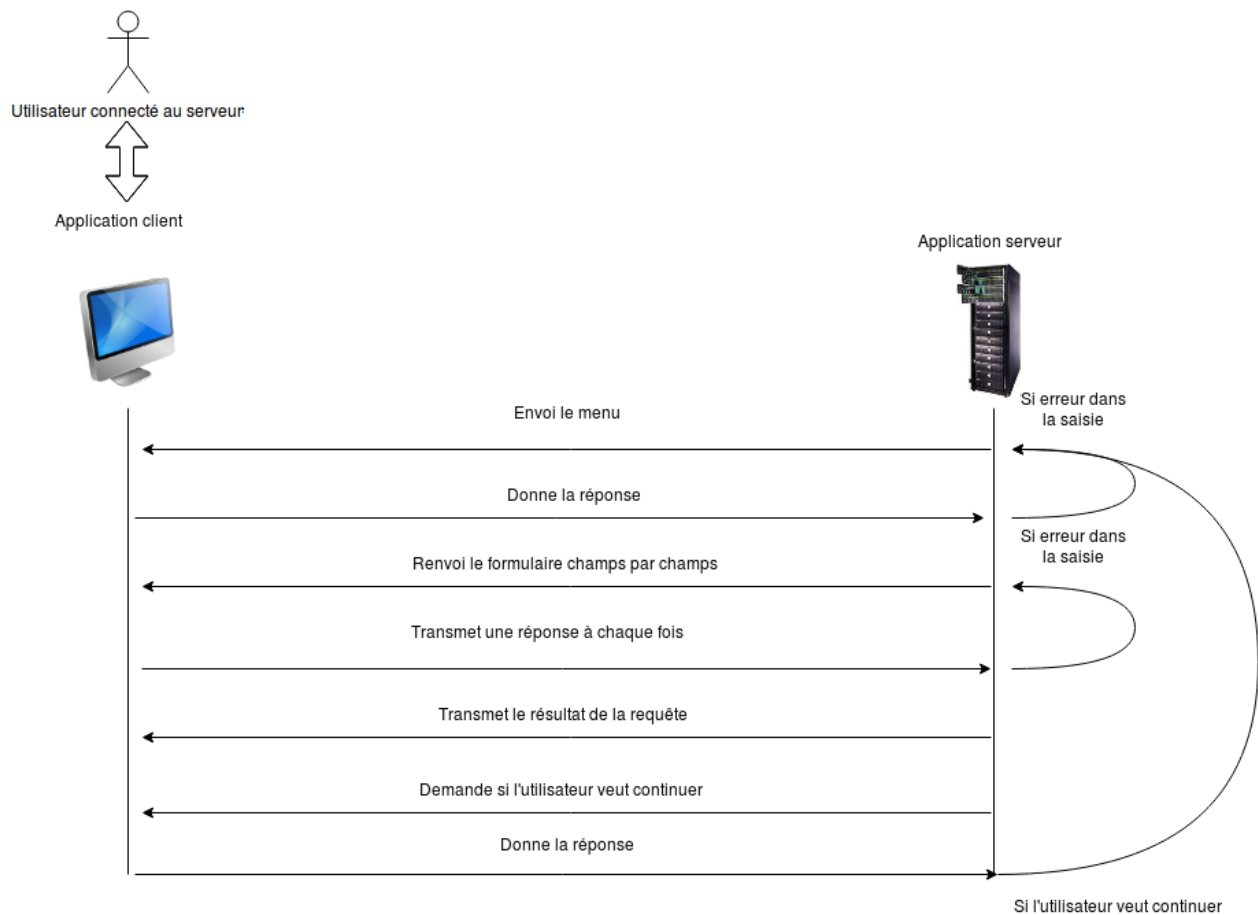 Utilisateur connecté au serveur
Application client
Application serveur
Si erreur dans
la saisie
Envoi le menu
Donne la réponse
Si erreur dans
la saisie
Renvoi le formulaire champs par champs
Transmet une réponse à chaque fois
Transmet le résultat de la requête
Demande si l'utilisateur veut continuer
Donne la réponse
Si l'utilisateur veut continuer